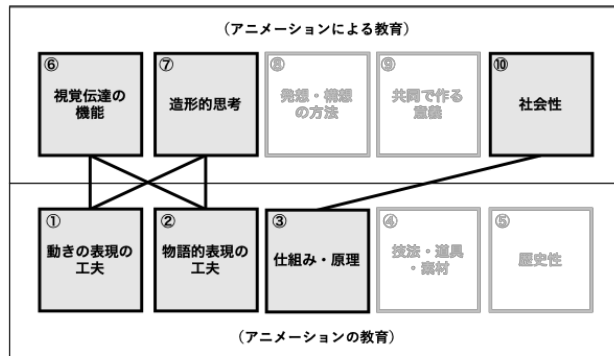 （アニメーションによる教育）
⑥
視覚伝達の
機能
⑦
造形的思考
⑧
発想・構想
の方法
⑨
共同で作る
意義
⑩
社会性
①
動きの表現の
工夫
②
物語的表現の
工夫
③
仕組み・原理
④
技法・道具
・素材
⑤
歴史性
（アニメーションの教育）